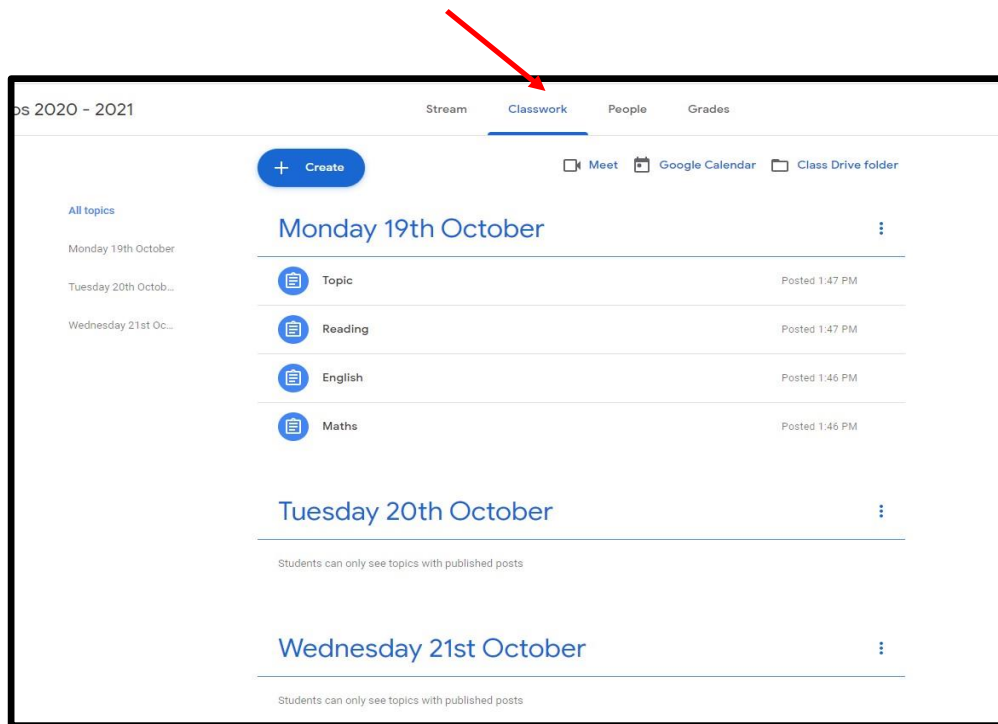 os 2020 - 2021
Stream Classwork People Grades
+ Create
Meet Google Calendar Class Drive folder
All topics
Monday 19th October
Tuesday 20th Octob...
Wednesday 21st Oc...
Monday 19th October
Topic Posted 1:47 PM
Reading Posted 1:47 PM
English Posted 1:46 PM
Maths Posted 1:46 PM
Tuesday 20th October
Students can only see topics with published posts
Wednesday 21st October
Students can only see topics with published posts